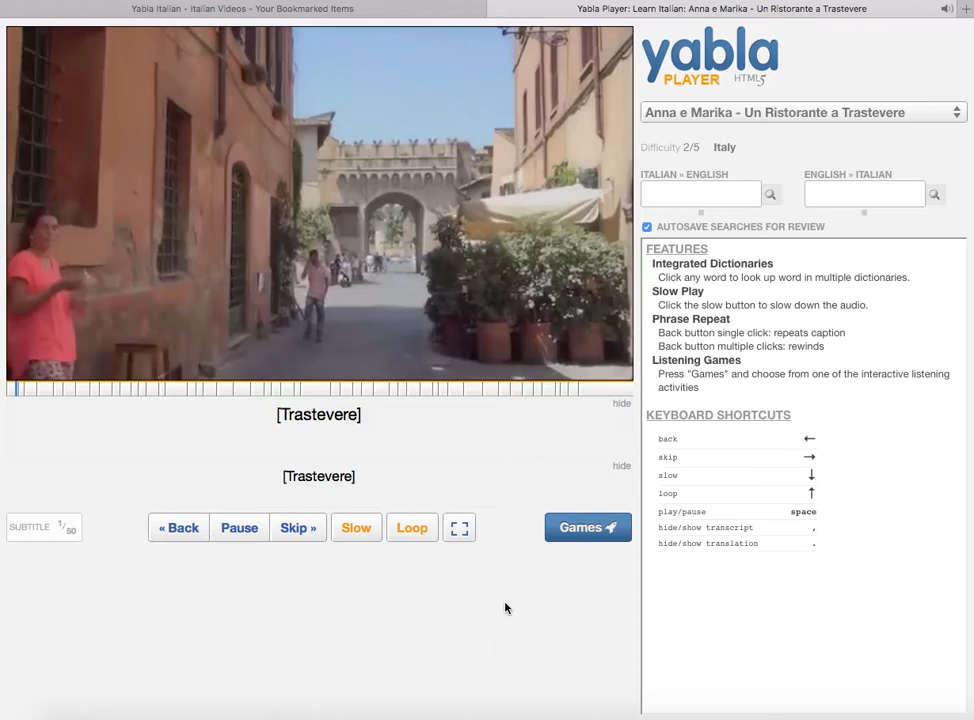 Yabla Italian - Italian Videos - Your Bookmarked Items
Yabla Player: Learn Italian: Anna e Marika - Un Ristorante a Trastevere
yabla
PLAYER HTML5
Anna e Marika - Un Ristorante a Trastevere
Difficulty 2/5 Italy
ITALIAN » ENGLISH
ENGLISH » ITALIAN
AUTOSAVE SEARCHES FOR REVIEW
FEATURES
Integrated Dictionaries
Click any word to look up word in multiple dictionaries.
Slow Play
Click the slow button to slow down the audio.
Phrase Repeat
Back button single click: repeats caption
Back button multiple clicks: rewinds
Listening Games
Press "Games" and choose from one of the interactive listening
activities
KEYBOARD SHORTCUTS
back ←
skip →
slow ↓
loop ↑
play/pause space
hide/show transcript ,
hide/show translation .
hide
[Trastevere]
hide
[Trastevere]
SUBTITLE 1/50
« Back Pause Skip » Slow Loop Games